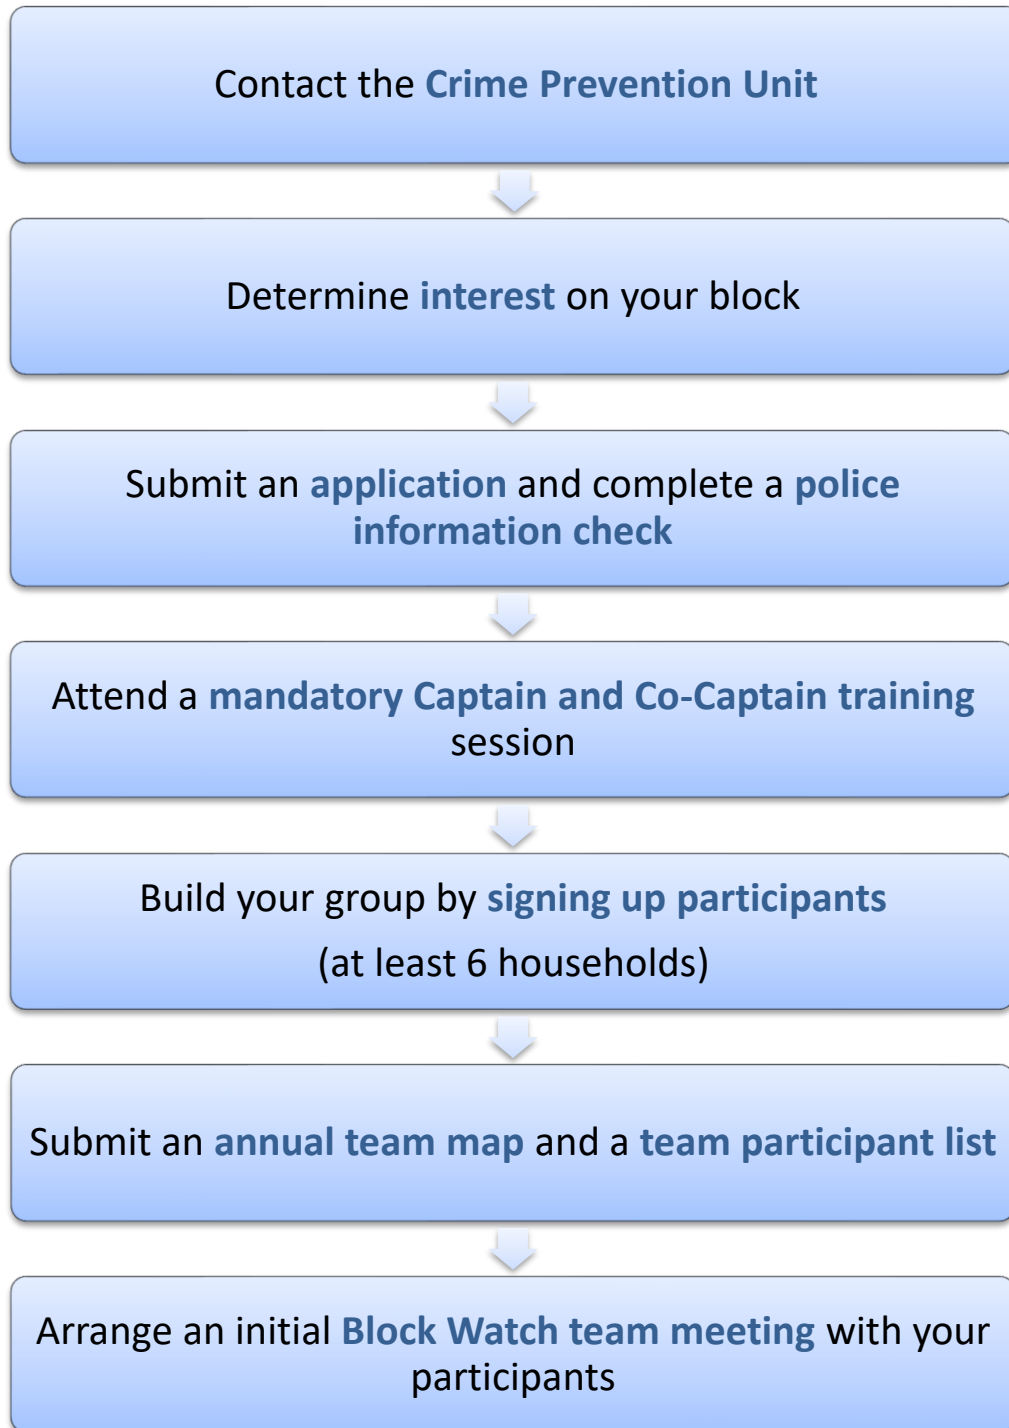 Contact the Crime Prevention Unit
Determine interest on your block
Submit an application and complete a police
information check
Attend a mandatory Captain and Co-Captain training
session
Build your group by signing up participants
(at least 6 households)
Submit an annual team map and a team participant list
Arrange an initial Block Watch team meeting with your
participants